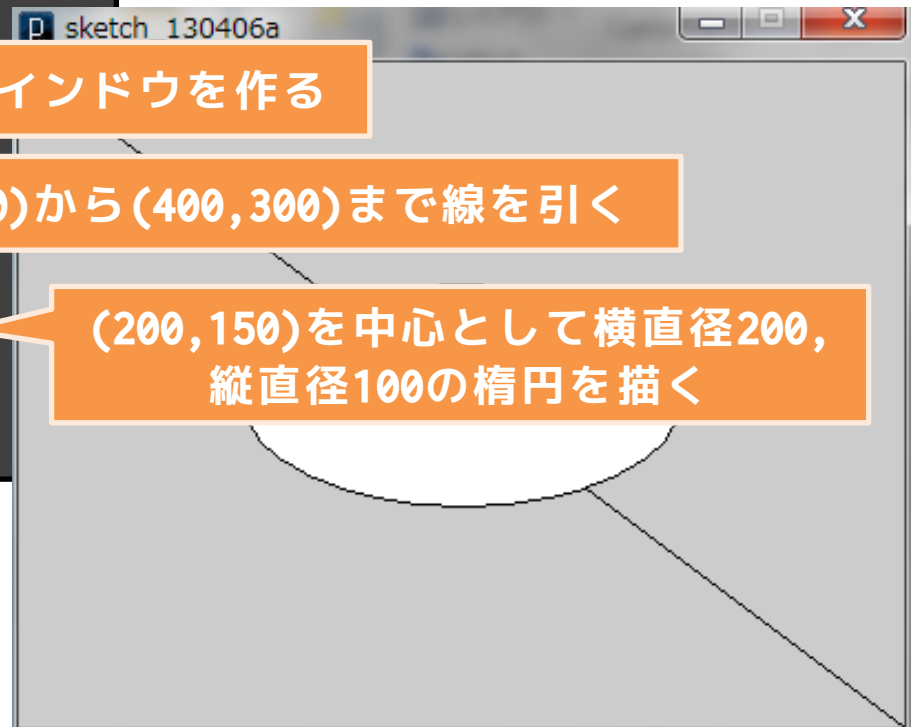 sketch_130406a
インドウを作る
)から(400,300)まで線を引く
(200,150)を中心として横直径200,
縦直径100の楕円を描く